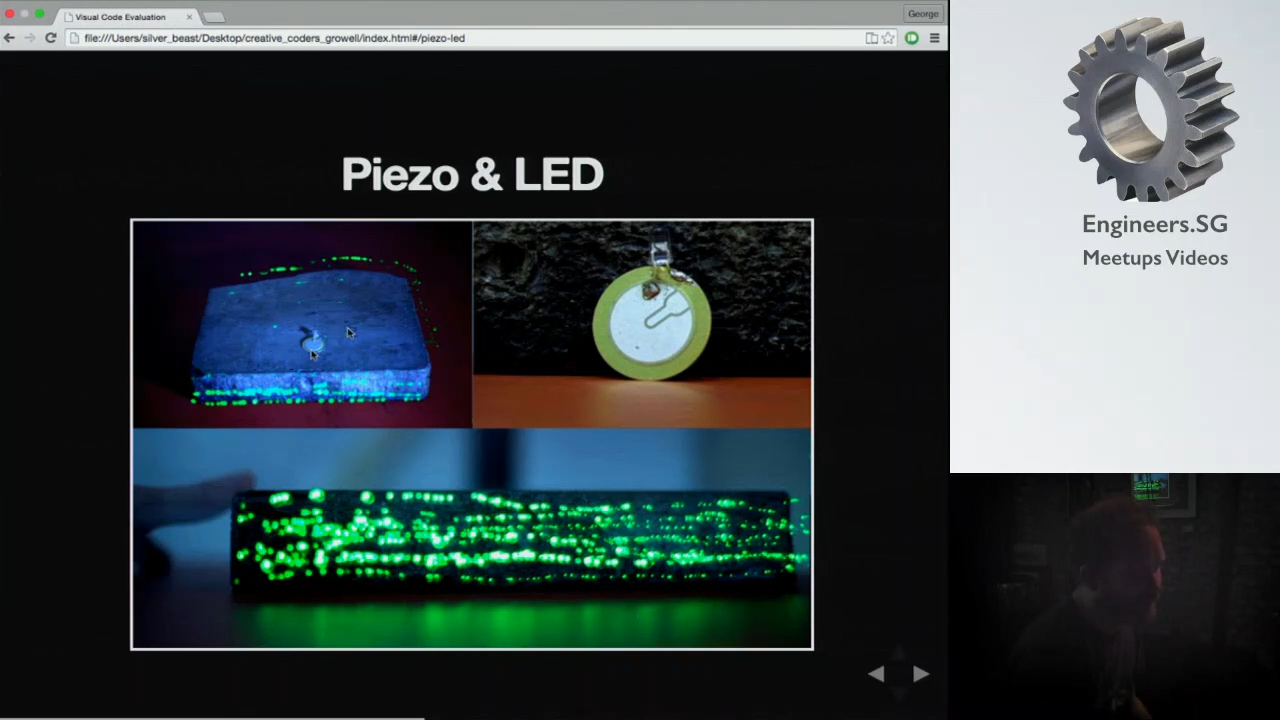 Visual Code Evaluation
George
file:///Users/silver_beast/Desktop/creative_coders_growell/index.html#/piezo-led
Piezo & LED
Engineers.SG
Meetups Videos